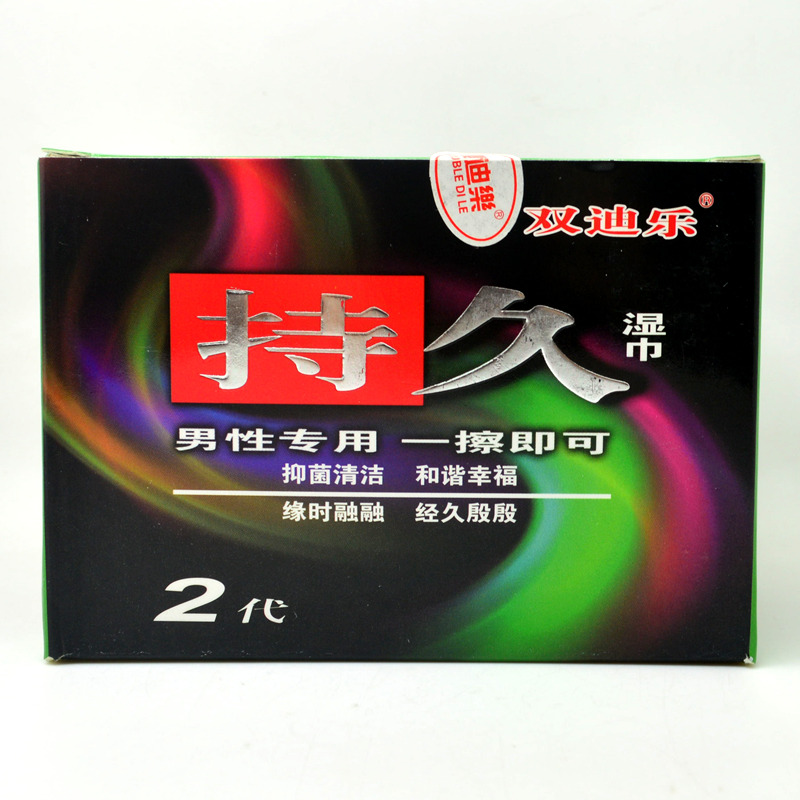 迪樂®
UBLE DI LE
双迪乐®
持久
湿巾
男性专用 一擦即可
抑菌清洁 和谐幸福
缘时融融 经久殷殷
2代